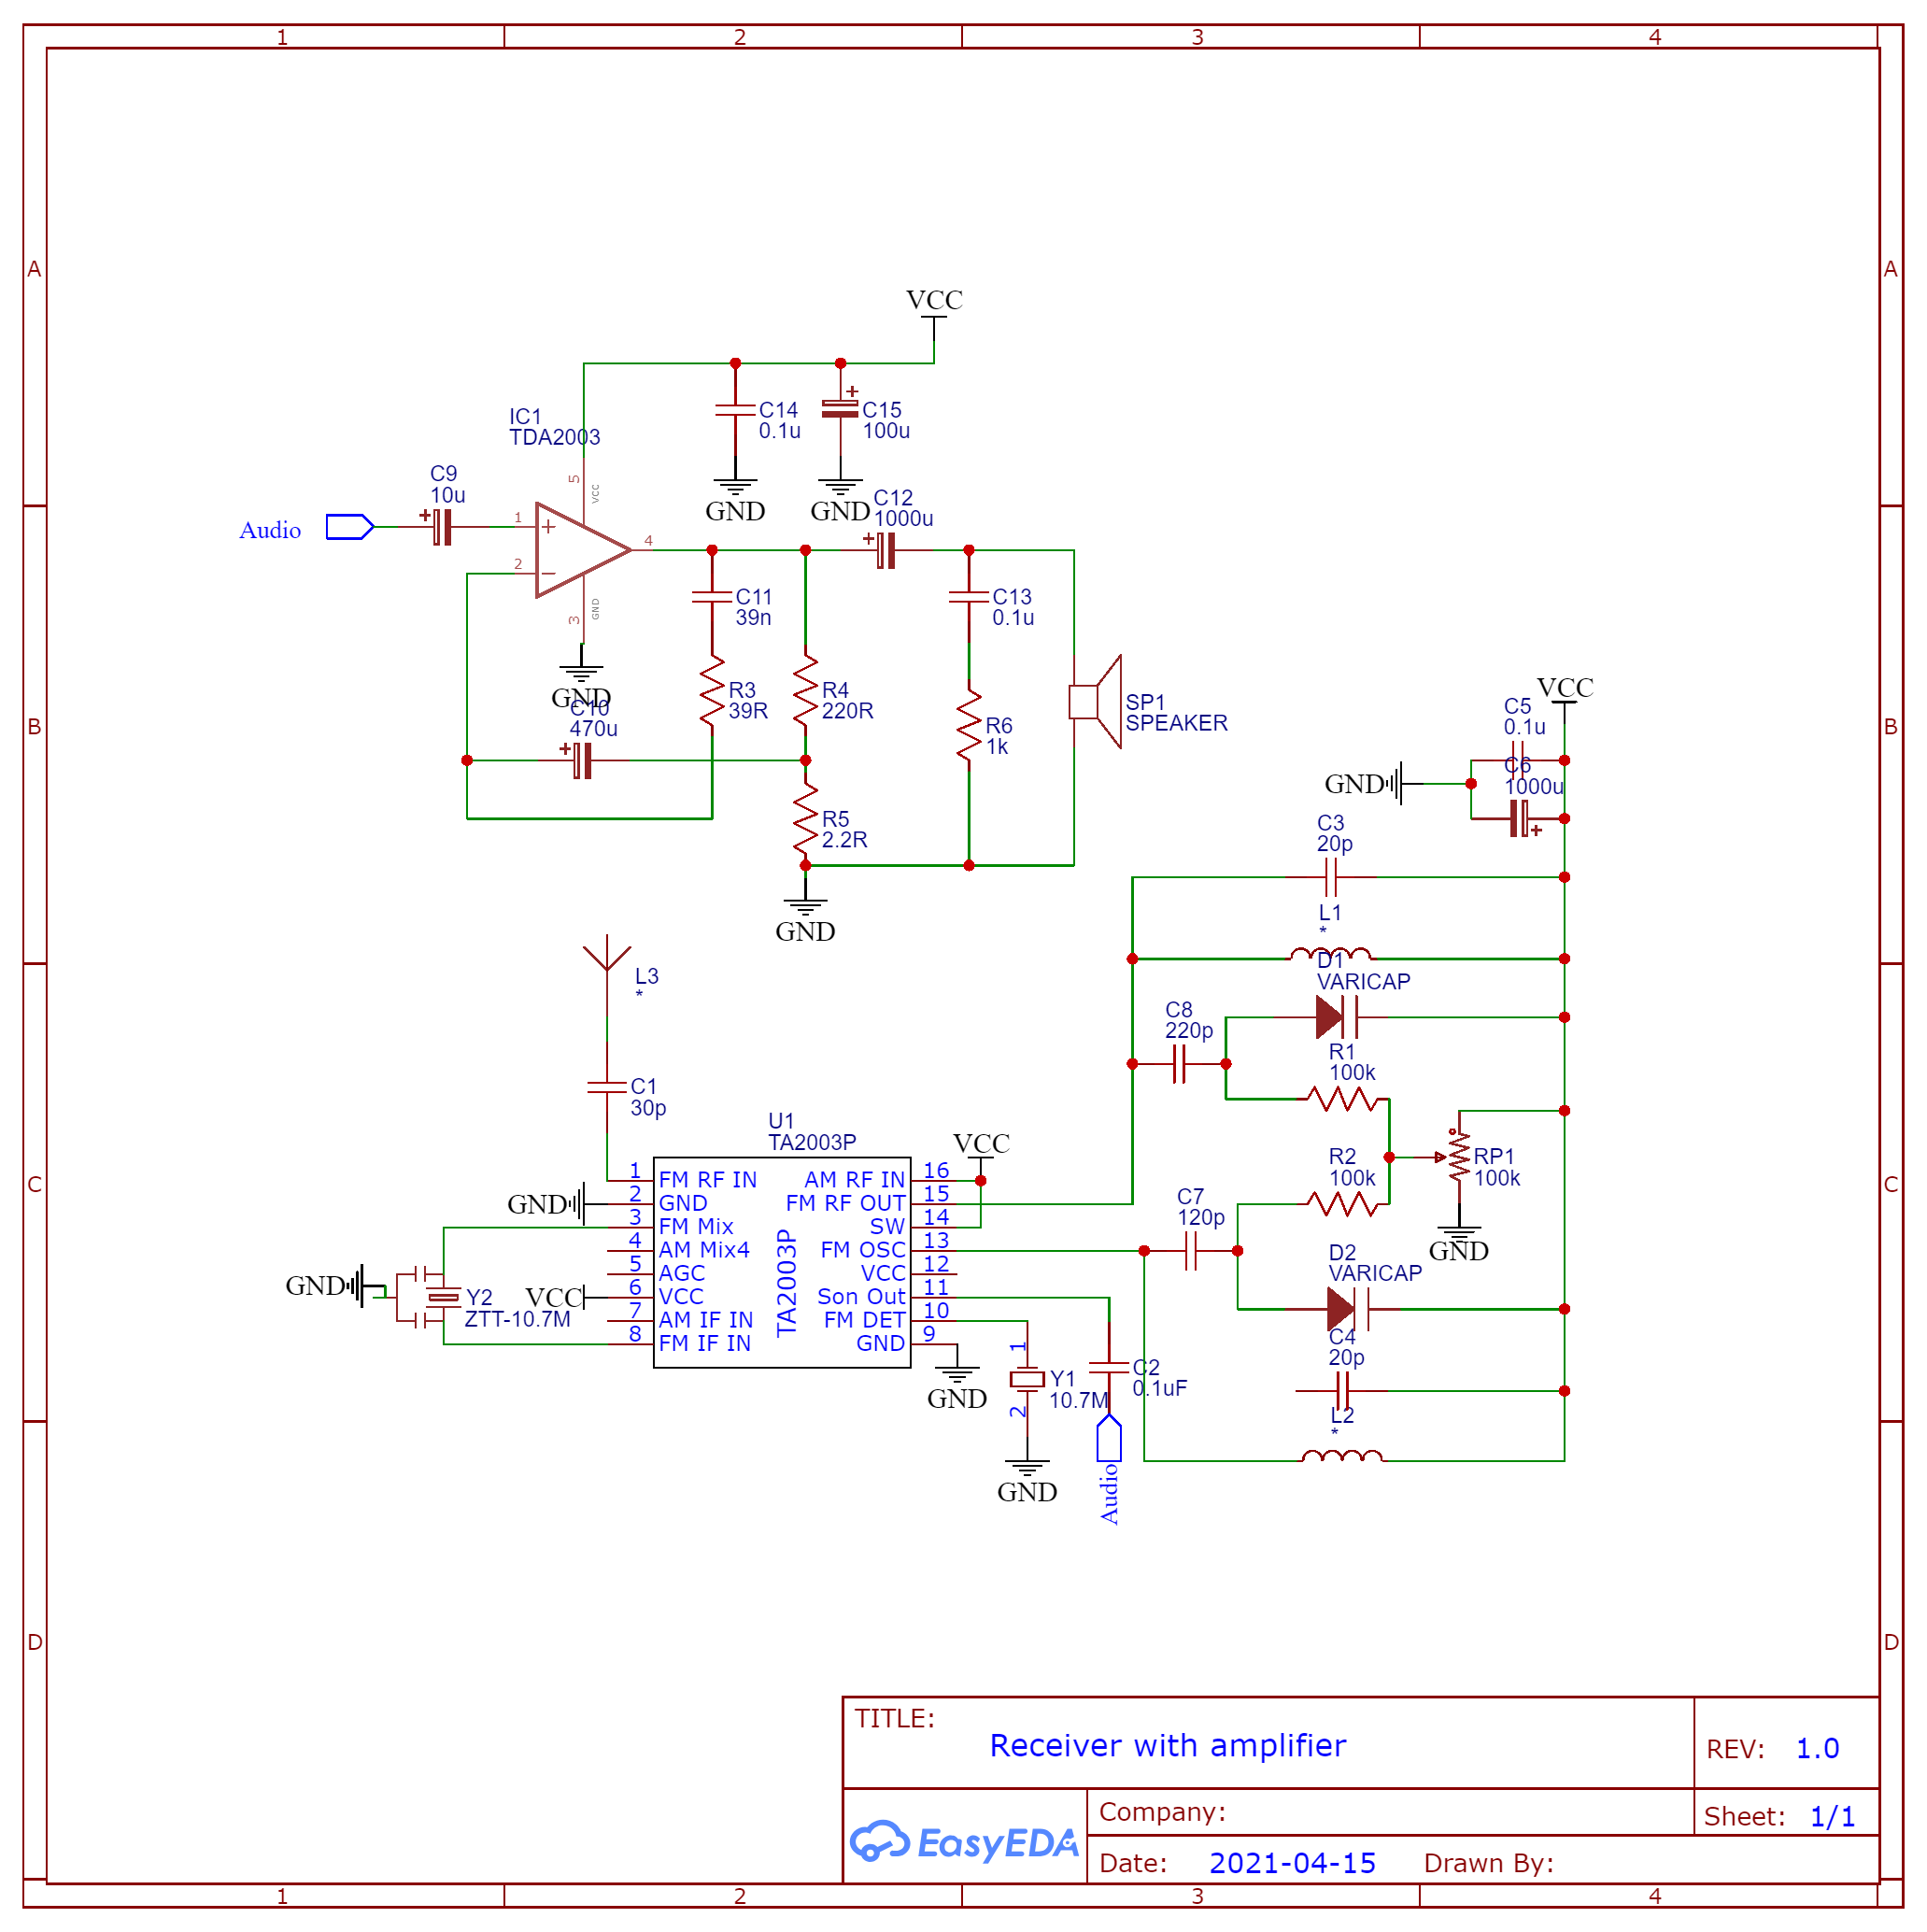 1 2 3 4
A A
VCC
IC1
TDA2003
C14
0.1u
C15
100u
C9
10u
5
VCC
GND
GND
C12
1000u
Audio
1
2
4
3
GND
C11
39n
C13
0.1u
GND
C10
470u
R3
39R
R4
220R
R6
1k
SP1
SPEAKER
R5
2.2R
GND
B B
VCC
C5
0.1u
GND
C6
1000u
C3
20p
L1
*
D1
VARICAP
C8
220p
R1
100k
R2
100k
RP1
100k
GND
C7
120p
D2
VARICAP
C4
20p
L2
*
L3
*
C1
30p
C C
U1
TA2003P
VCC
1 FM RF IN AM RF IN 16
GND 2 GND FM RF OUT 15
3 FM Mix SW 14
4 AM Mix4 FM OSC 13
5 AGC VCC 12
VCC 6 VCC Son Out 11
7 AM IF IN FM DET 10
8 FM IF IN GND 9
TA2003P
GND
Y2
ZTT-10.7M
GND
1
Y1
10.7M
2
GND
C2
0.1uF
Audio
D D
TITLE:
Receiver with amplifier
REV: 1.0
EasyEDA
Company:
Sheet: 1/1
Date: 2021-04-15 Drawn By:
1 2 3 4